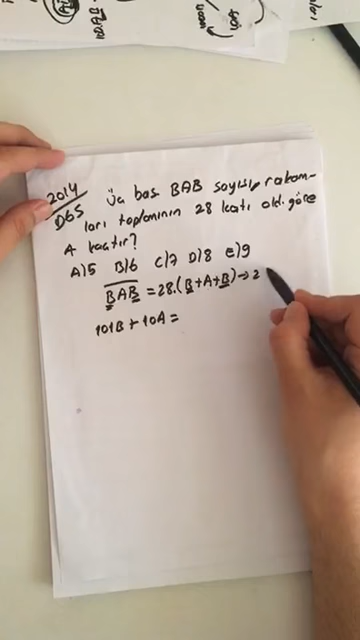 2014
DGS
Üç bas. BAB sayısı, rakam-
ları toplamının 28 katı old. göre
A kaçtır?
A)5 B)6 C)7 D)8 E)9
BAB = 28.(B+A+B) → 2
101B + 10A =